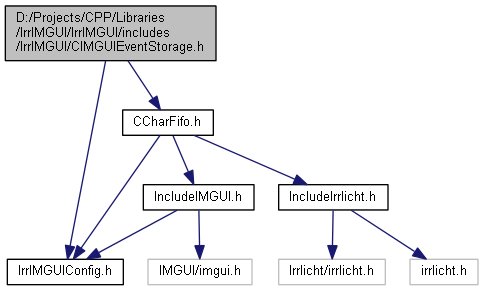 D:/Projects/CPP/Libraries
/IrrIMGUI/IrrIMGUI/includes
/IrrIMGUI/CIMGUIEventStorage.h
CCharFifo.h
IncludeIMGUI.h
IncludeIrrlicht.h
IrrIMGUIConfig.h
IMGUI/imgui.h
Irrlicht/irrlicht.h
irrlicht.h